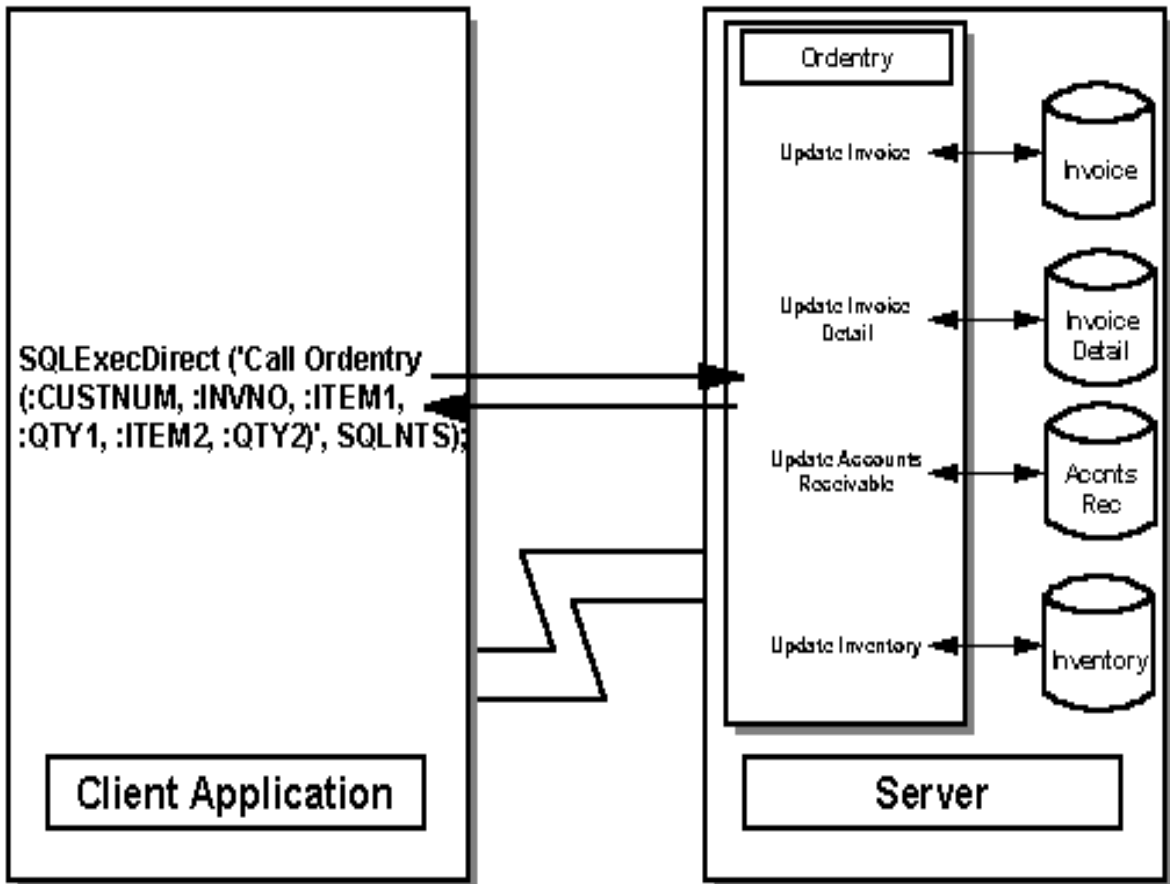 SQLExecDirect ('Call Ordentry
(:CUSTNUM, :INVNO, :ITEM1,
:QTY1, :ITEM2, :QTY2)', SQLNTS);
Client Application
Ordentry
Update Invoice
Invoice
Update Invoice
Detail
Invoice
Detail
Update Accounts
Receivable
Accnts
Rec
Update Inventory
Inventory
Server